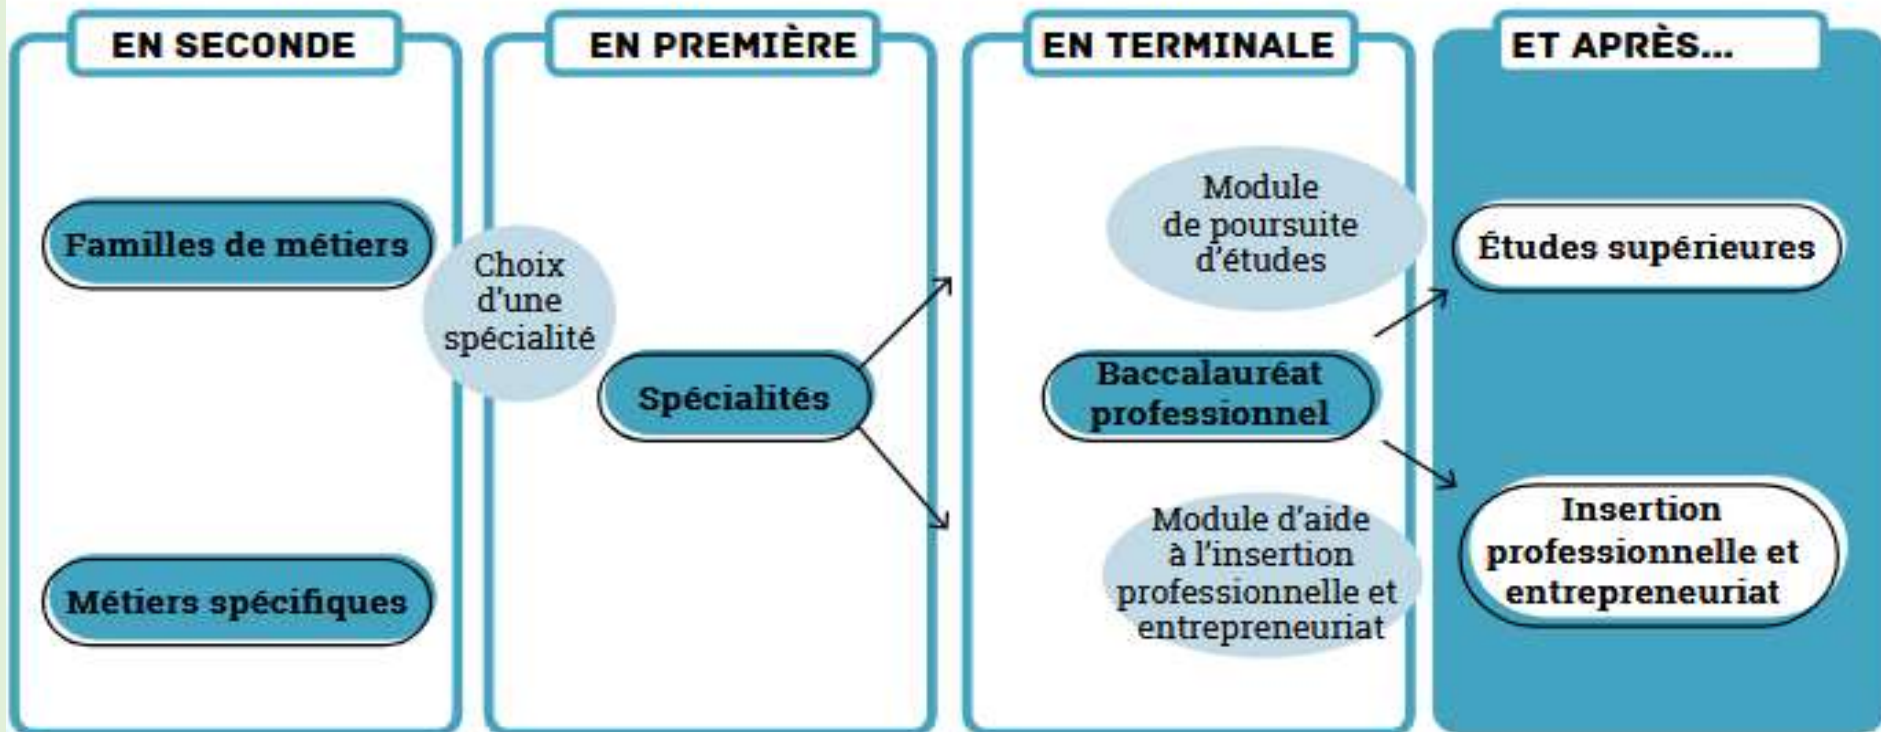 EN SECONDE
Familles de métiers
Métiers spécifiques
Choix
d'une
spécialité
EN PREMIÈRE
Spécialités
EN TERMINALE
Module
de poursuite
d'études
Baccalauréat
professionnel
Module d'aide
à l'insertion
professionnelle et
entrepreneuriat
ET APRÈS...
Études supérieures
Insertion
professionnelle et
entrepreneuriat